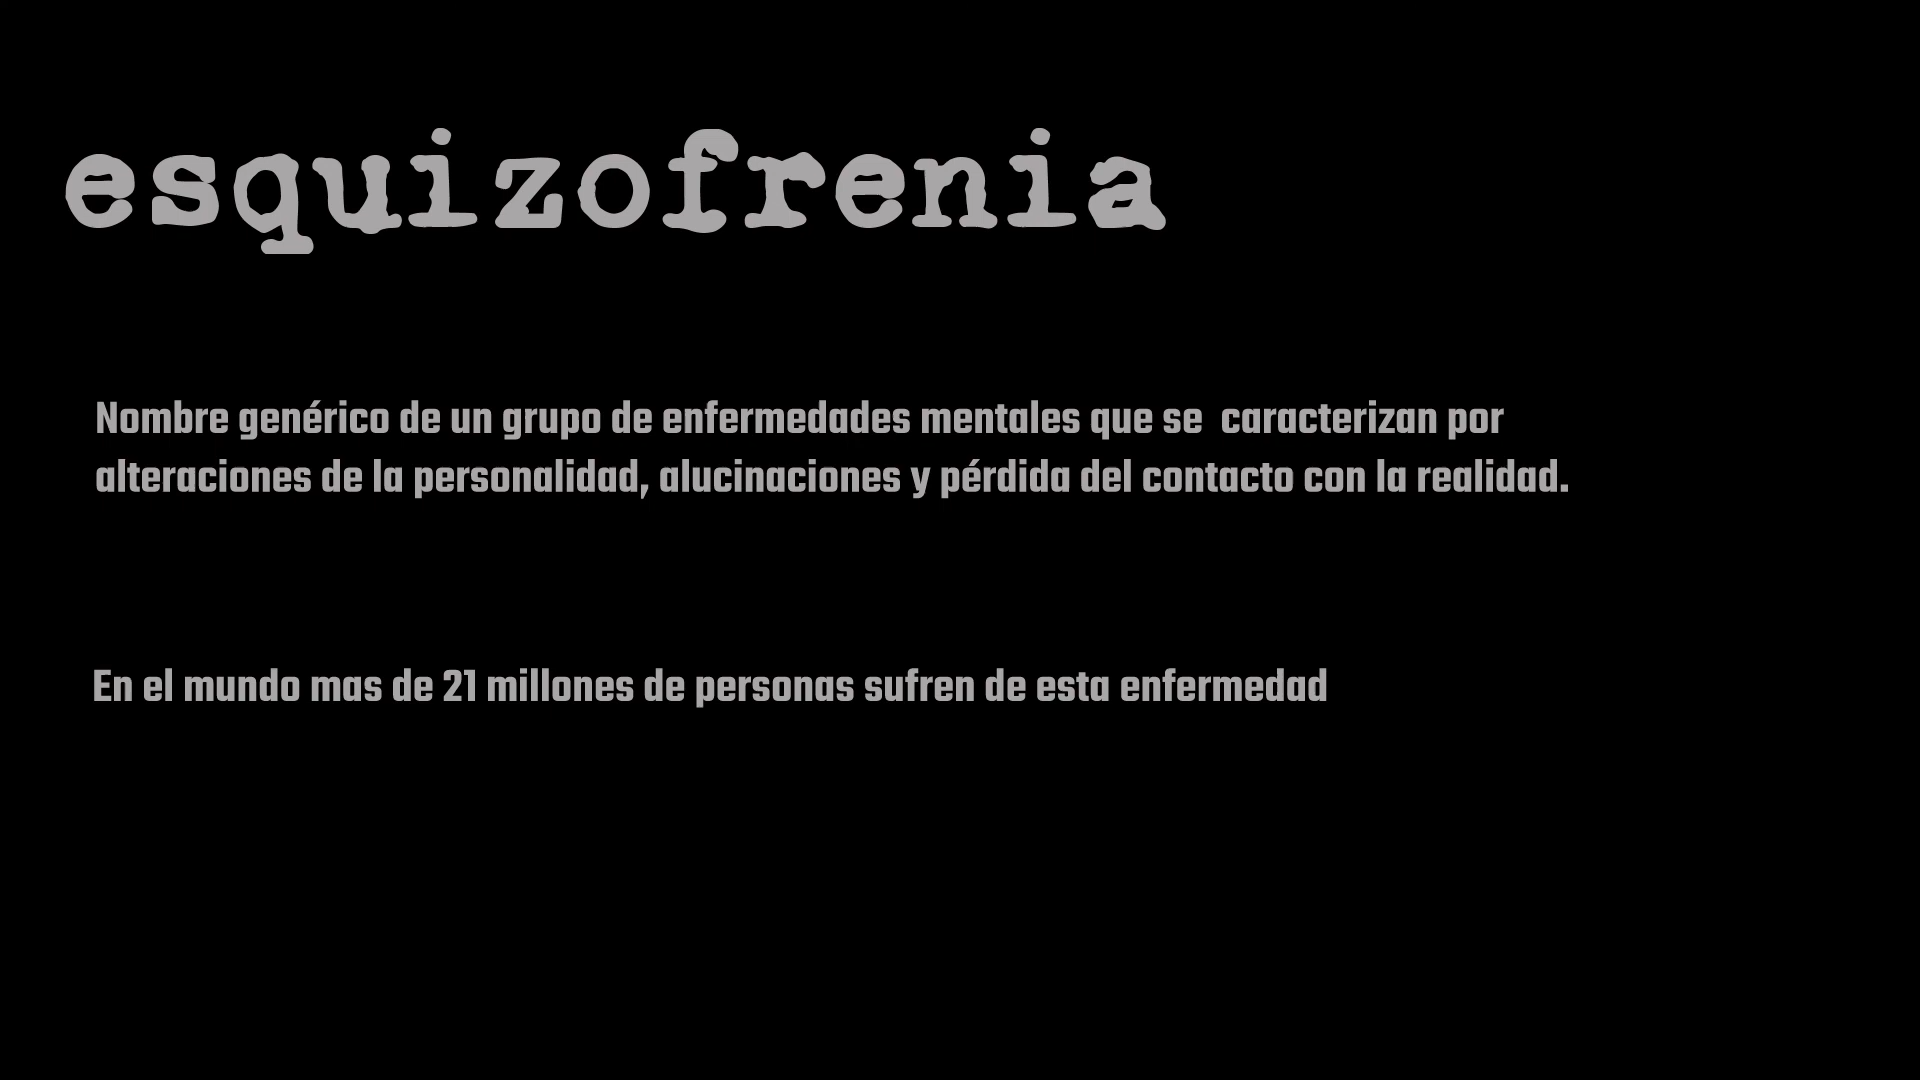 esquizofrenia
Nombre genérico de un grupo de enfermedades mentales que se  caracterizan por
alteraciones de la personalidad, alucinaciones y pérdida del contacto con la realidad.
En el mundo mas de 21 millones de personas sufren de esta enfermedad